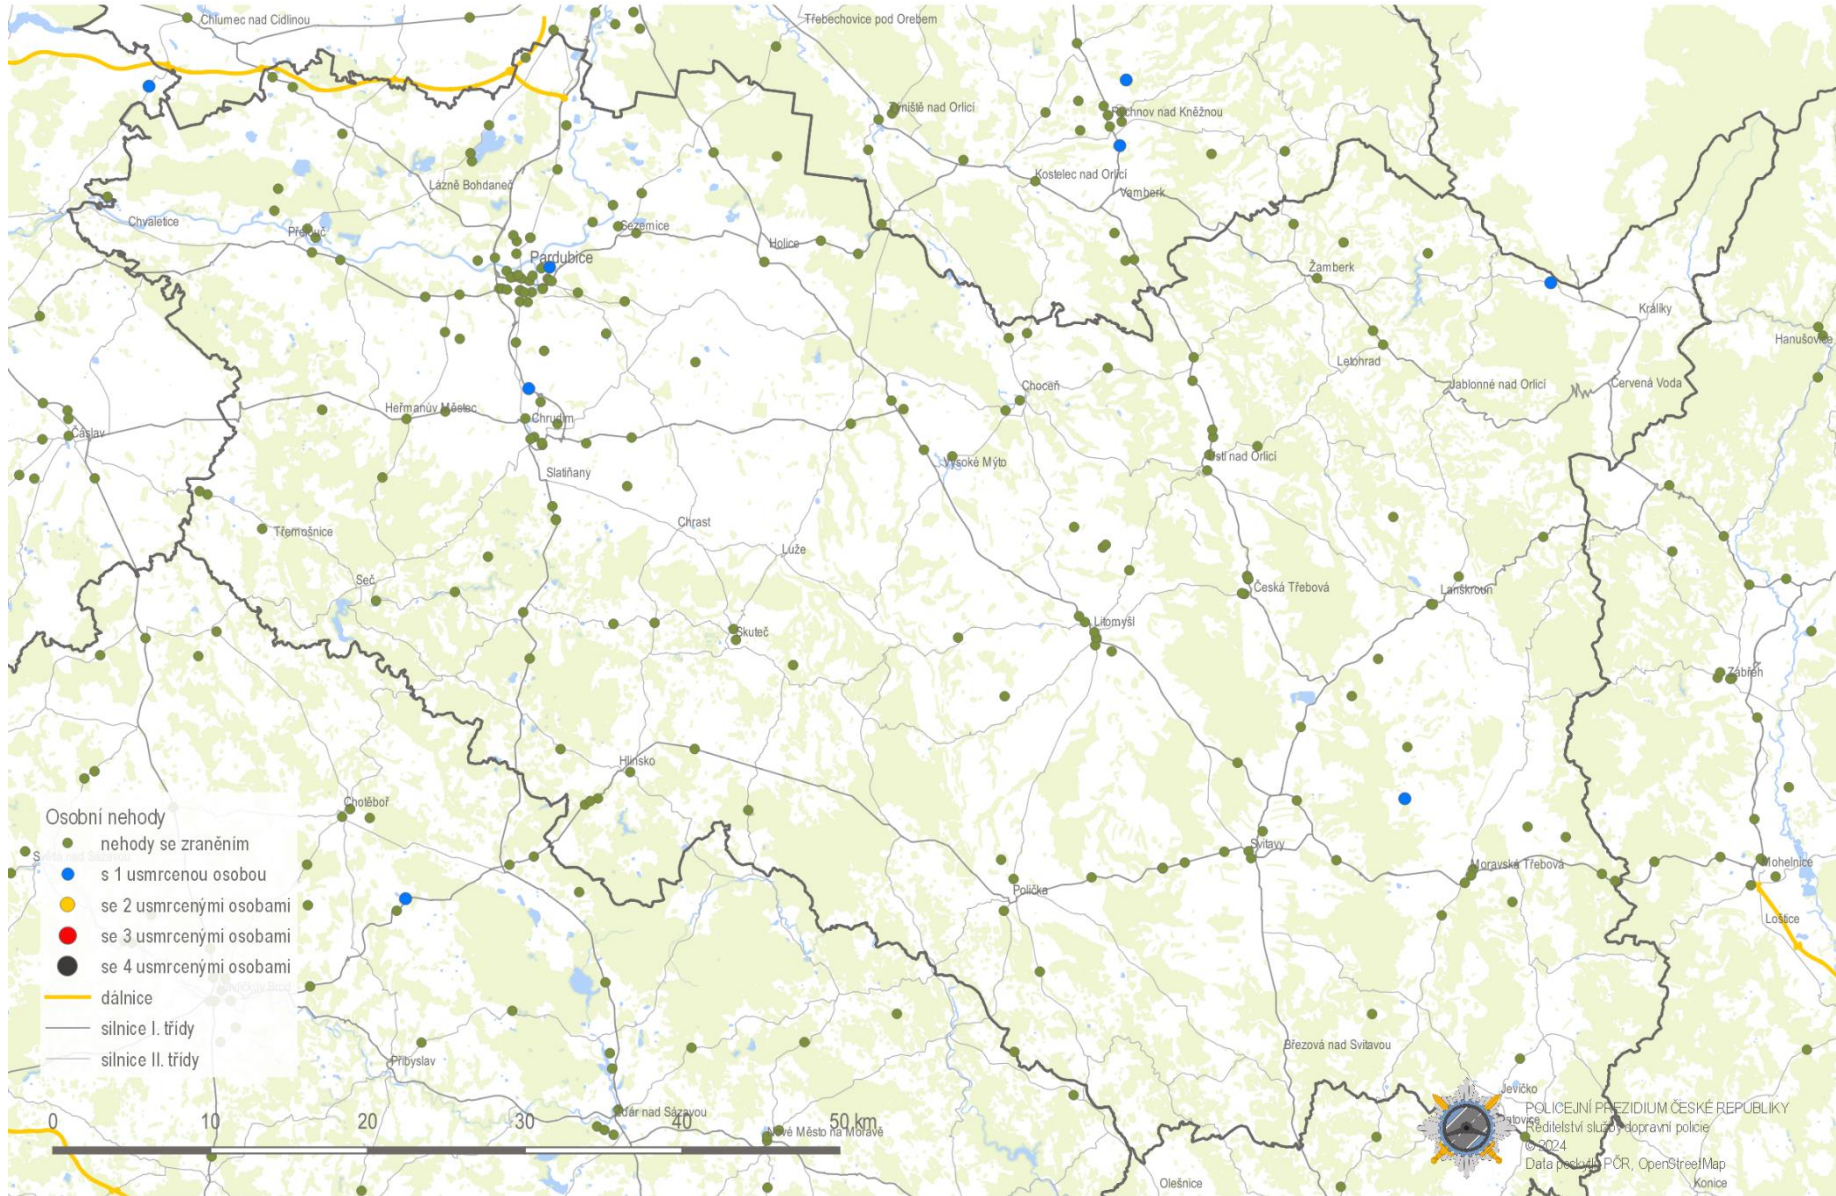 Chlumec nad Cidlinou
Třebechovice pod Orebem
Týniště nad Orlicí
Rychnov nad Kněžnou
Kostelec nad Orlicí
Vamberk
Lázně Bohdaneč
Chvaletice
Přelouč
Sezemice
Holice
Pardubice
Žamberk
Králíky
Hanušovice
Letohrad
Jablonné nad Orlicí
Červená Voda
Choceň
Heřmanův Městec
Chrudim
Čáslav
Slatiňany
Vysoké Mýto
Ústí nad Orlicí
Chrast
Třemošnice
Luže
Seč
Česká Třebová
Lanškroun
Litomyšl
Skuteč
Zábřeh
Hlinsko
Chotěboř
Svitavy
Moravská Třebová
Mohelnice
Polička
Loštice
Osobní nehody
nehody se zraněním
s 1 usmrcenou osobou
se 2 usmrcenými osobami
se 3 usmrcenými osobami
se 4 usmrcenými osobami
dálnice
silnice I. třídy
silnice II. třídy
Přibyslav
Březová nad Svitavou
Jevíčko
Žďár nad Sázavou
Nové Město na Moravě
0 10 20 30 40 50 km
POLICEJNÍ PREZIDIUM ČESKÉ REPUBLIKY
Ředitelství služby dopravní policie
© 2024
Data poskytla PČR, OpenStreetMap
Olešnice
Konice